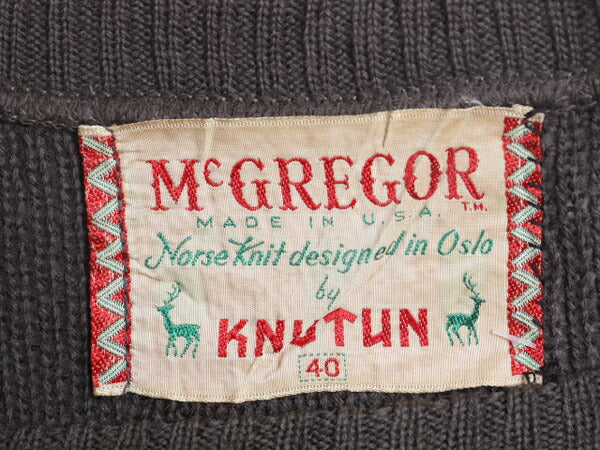 McGREGOR T.M.
MADE IN U.S.A.
Norse Knit designed in Oslo
by
KNUTUN
40